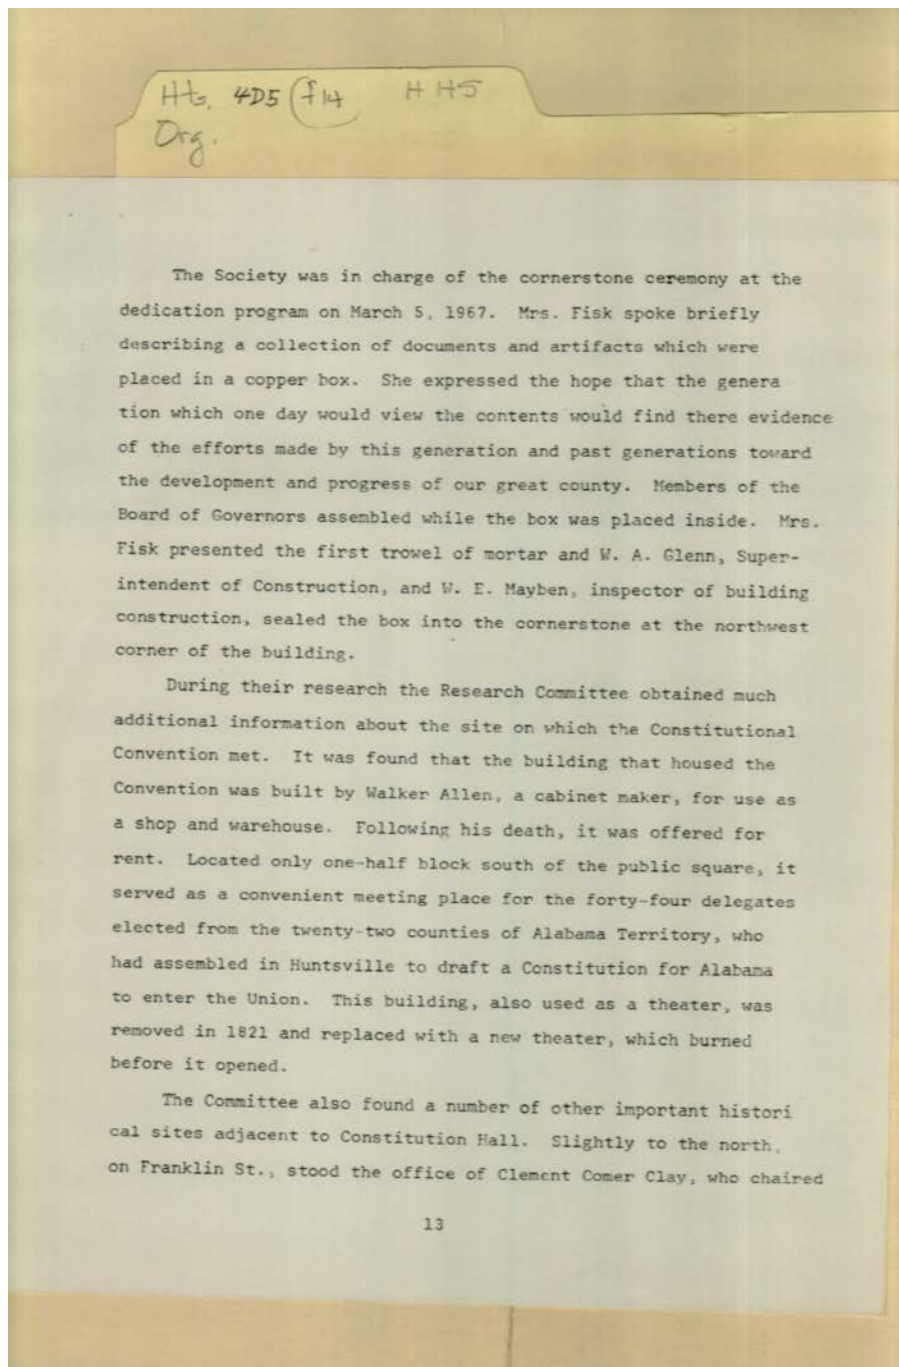 Hts. 4D5 (f14 HHS
Org.
The Society was in charge of the cornerstone ceremony at the
dedication program on March 5, 1967. Mrs. Fisk spoke briefly
describing a collection of documents and artifacts which were
placed in a copper box. She expressed the hope that the genera
tion which one day would view the contents would find there evidence
of the efforts made by this generation and past generations toward
the development and progress of our great county. Members of the
Board of Governors assembled while the box was placed inside. Mrs.
Fisk presented the first trowel of mortar and W. A. Glenn, Super-
intendent of Construction, and W. E. Mayben, inspector of building
construction, sealed the box into the cornerstone at the northwest
corner of the building.
During their research the Research Committee obtained much
additional information about the site on which the Constitutional
Convention met. It was found that the building that housed the
Convention was built by Walker Allen, a cabinet maker, for use as
a shop and warehouse. Following his death, it was offered for
rent. Located only one-half block south of the public square, it
served as a convenient meeting place for the forty-four delegates
elected from the twenty-two counties of Alabama Territory, who
had assembled in Huntsville to draft a Constitution for Alabama
to enter the Union. This building, also used as a theater, was
removed in 1821 and replaced with a new theater, which burned
before it opened.
The Committee also found a number of other important histori
cal sites adjacent to Constitution Hall. Slightly to the north,
on Franklin St., stood the office of Clement Comer Clay, who chaired
13